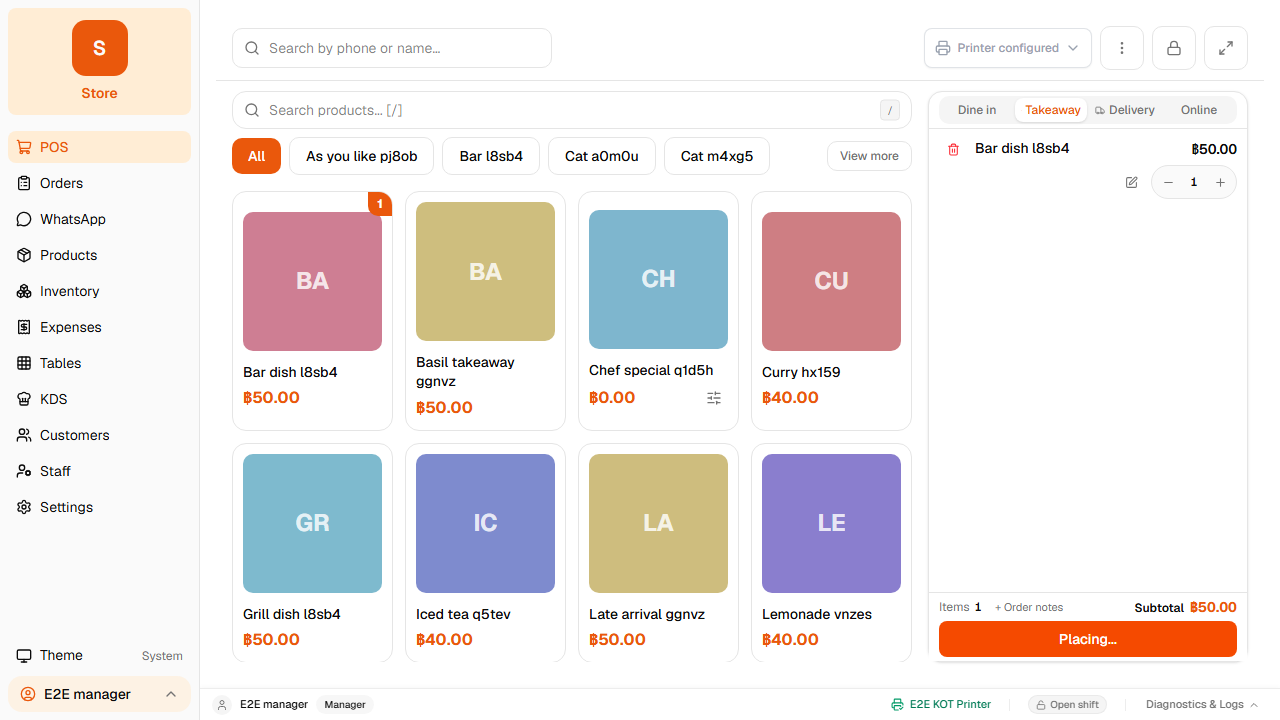 S
Store
POS
Orders
WhatsApp
Products
Inventory
Expenses
Tables
KDS
Customers
Staff
Settings
Theme System
E2E manager
Search by phone or name...
Printer configured
Search products... [/] /
All As you like pj8ob Bar l8sb4 Cat a0m0u Cat m4xg5 View more
1
BA
Bar dish l8sb4
฿50.00
BA
Basil takeaway
ggnvz
฿50.00
CH
Chef special q1d5h
฿0.00
CU
Curry hx159
฿40.00
GR
Grill dish l8sb4
฿50.00
IC
Iced tea q5tev
฿40.00
LA
Late arrival ggnvz
฿50.00
LE
Lemonade vnzes
฿40.00
Dine in Takeaway Delivery Online
Bar dish l8sb4 ฿50.00
1
Items 1 + Order notes Subtotal ฿50.00
Placing...
E2E manager Manager E2E KOT Printer Open shift Diagnostics & Logs